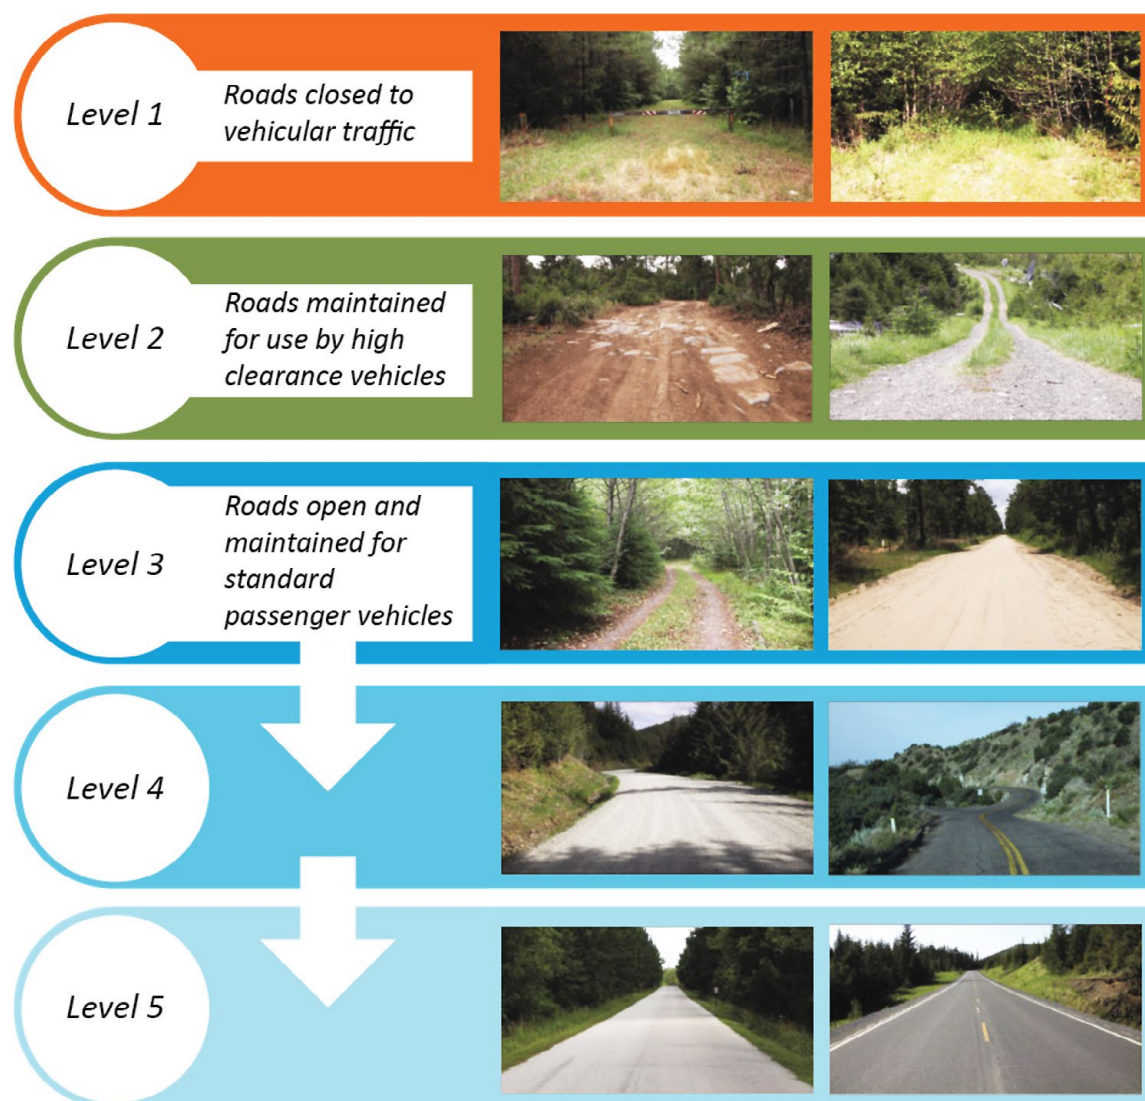 Level 1
Roads closed to
vehicular traffic
Level 2
Roads maintained
for use by high
clearance vehicles
Level 3
Roads open and
maintained for
standard
passenger vehicles
Level 4
Level 5